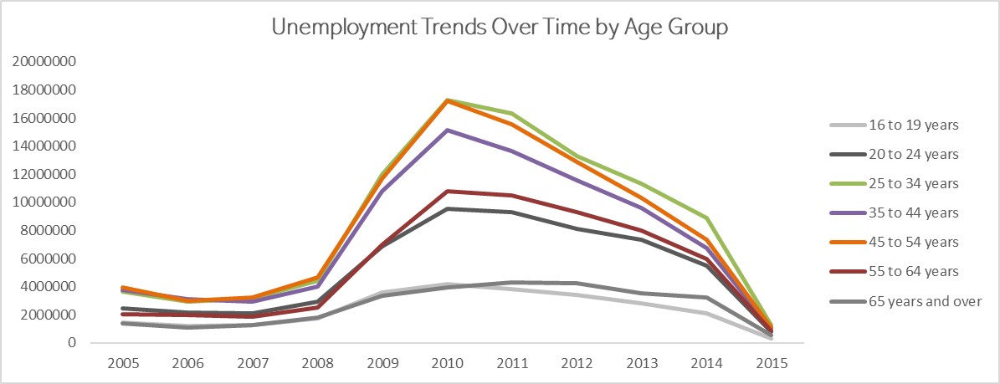 Unemployment Trends Over Time by Age Group
20000000
18000000
16000000
14000000
12000000
10000000
8000000
6000000
4000000
2000000
0
2005 2006 2007 2008 2009 2010 2011 2012 2013 2014 2015
16 to 19 years
20 to 24 years
25 to 34 years
35 to 44 years
45 to 54 years
55 to 64 years
65 years and over